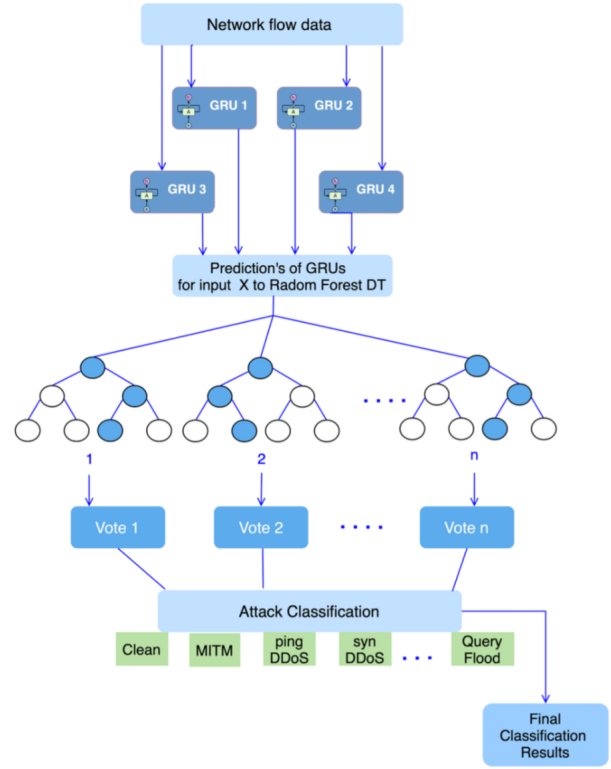 Network flow data
GRU 1
GRU 2
GRU 3
GRU 4
Prediction's of GRUs
for input X to Radom Forest DT
1
2
n
Vote 1
Vote 2
Vote n
Attack Classification
Clean
MITM
ping
DDoS
syn
DDoS
Query
Flood
Final
Classification
Results